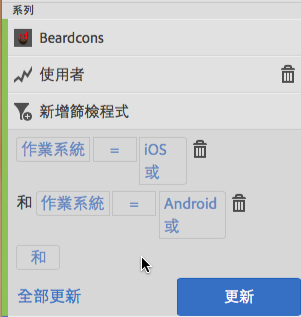 系列
Beardcons
使用者
新增篩檢程式
作業系統 = iOS
或
和 作業系統 = Android
或
和
全部更新 更新